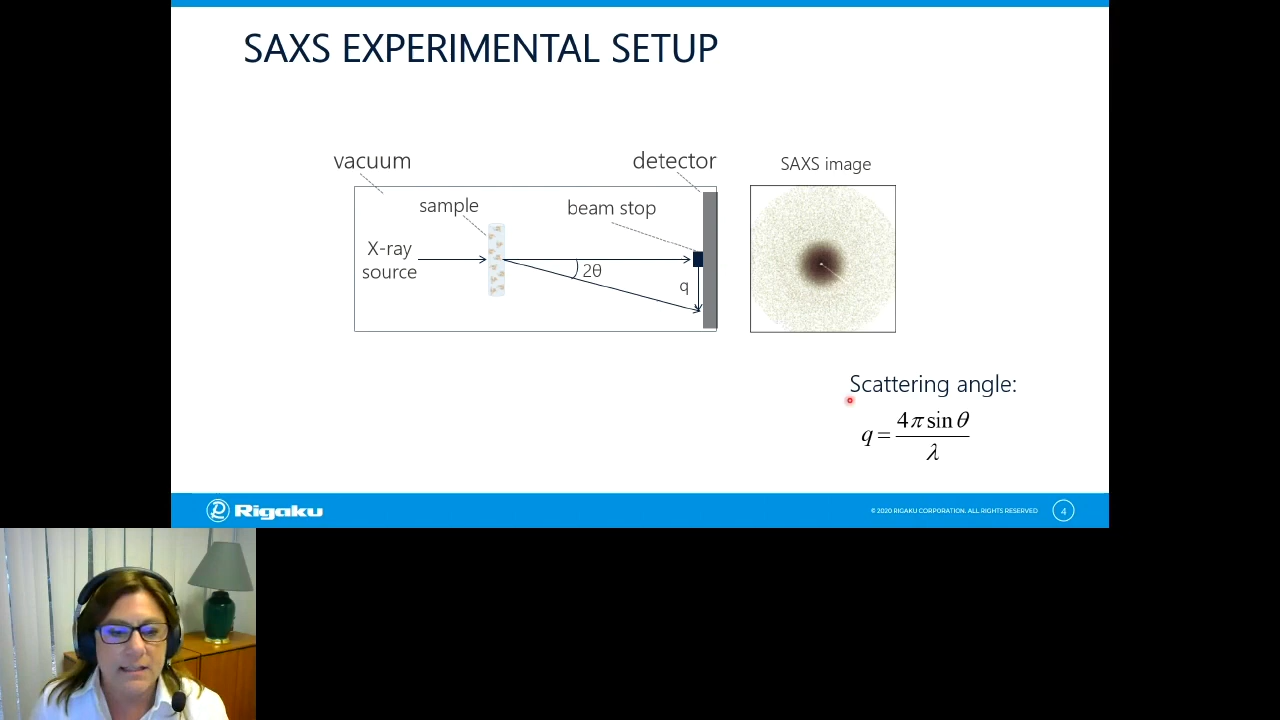 SAXS EXPERIMENTAL SETUP
vacuum
detector
SAXS image
sample
beam stop
X-ray
source
2θ
q
Scattering angle:
q = 4π sin θ / λ
Rigaku
© 2020 RIGAKU CORPORATION. ALL RIGHTS RESERVED
4